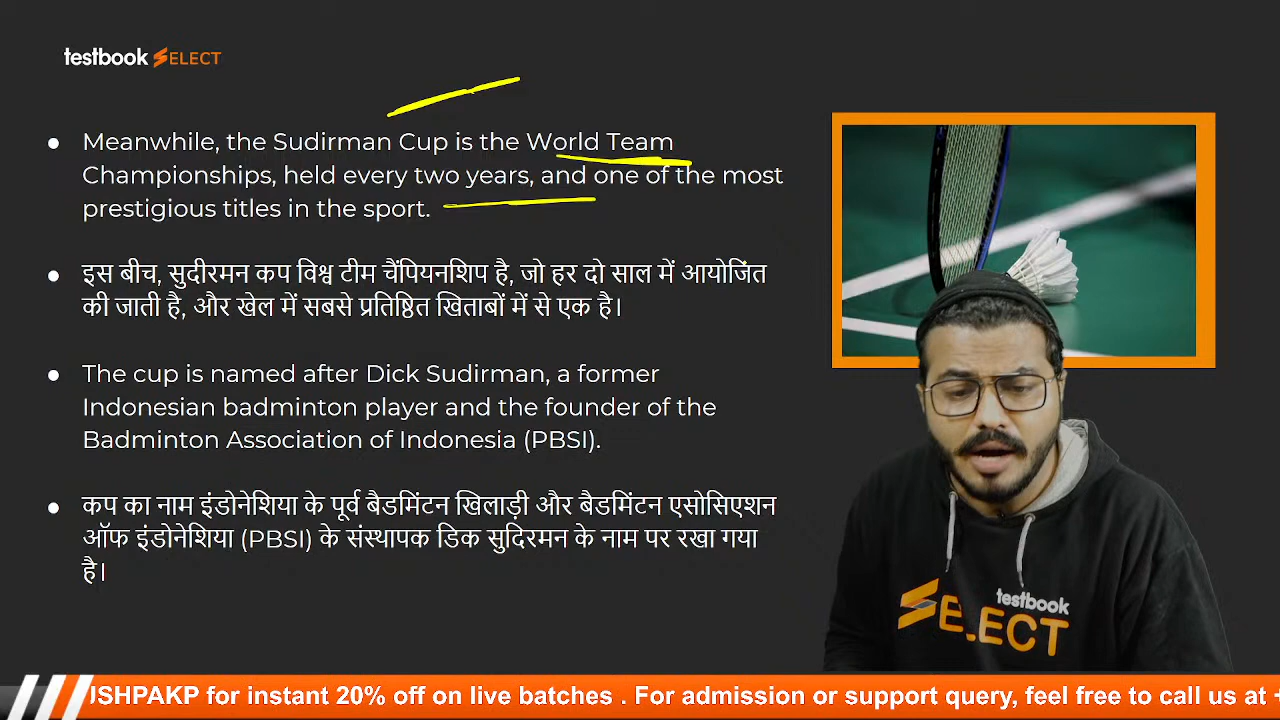 testbook SELECT
Meanwhile, the Sudirman Cup is the World Team
Championships, held every two years, and one of the most
prestigious titles in the sport.
इस बीच, सुदीरमन कप विश्व टीम चैंपियनशिप है, जो हर दो साल में आयोजित
की जाती है, और खेल में सबसे प्रतिष्ठित खिताबों में से एक है।
The cup is named after Dick Sudirman, a former
Indonesian badminton player and the founder of the
Badminton Association of Indonesia (PBSI).
कप का नाम इंडोनेशिया के पूर्व बैडमिंटन खिलाड़ी और बैडमिंटन एसोसिएशन
ऑफ इंडोनेशिया (PBSI) के संस्थापक डिक सुदिरमन के नाम पर रखा गया
है।
testbook
SELECT
JSHPAKP for instant 20% off on live batches . For admission or support query, feel free to call us at +